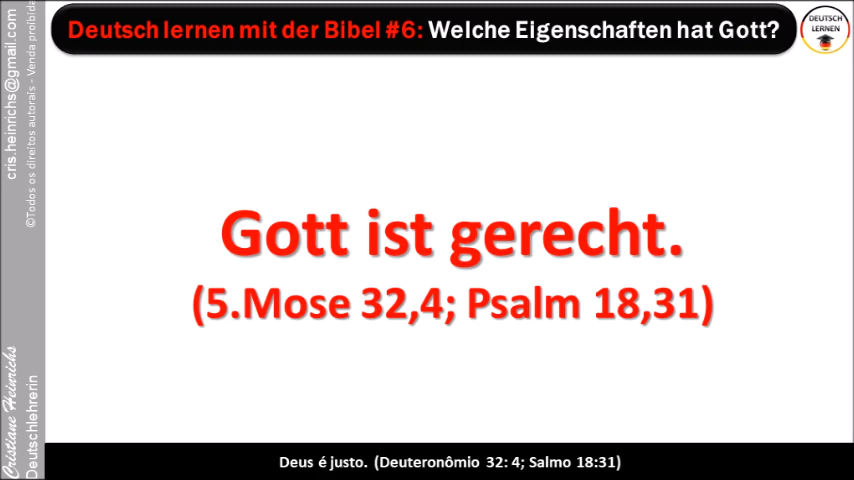 Deutsch lernen mit der Bibel #6: Welche Eigenschaften hat Gott?
DEUTSCH
LERNEN
cris.heinrichs@gmail.com
©Todos os direitos autorais - Venda proibida
Gott ist gerecht.
(5.Mose 32,4; Psalm 18,31)
Cristiane Heinrichs
Deutschlehrerin
Deus é justo. (Deuteronômio 32: 4; Salmo 18:31)